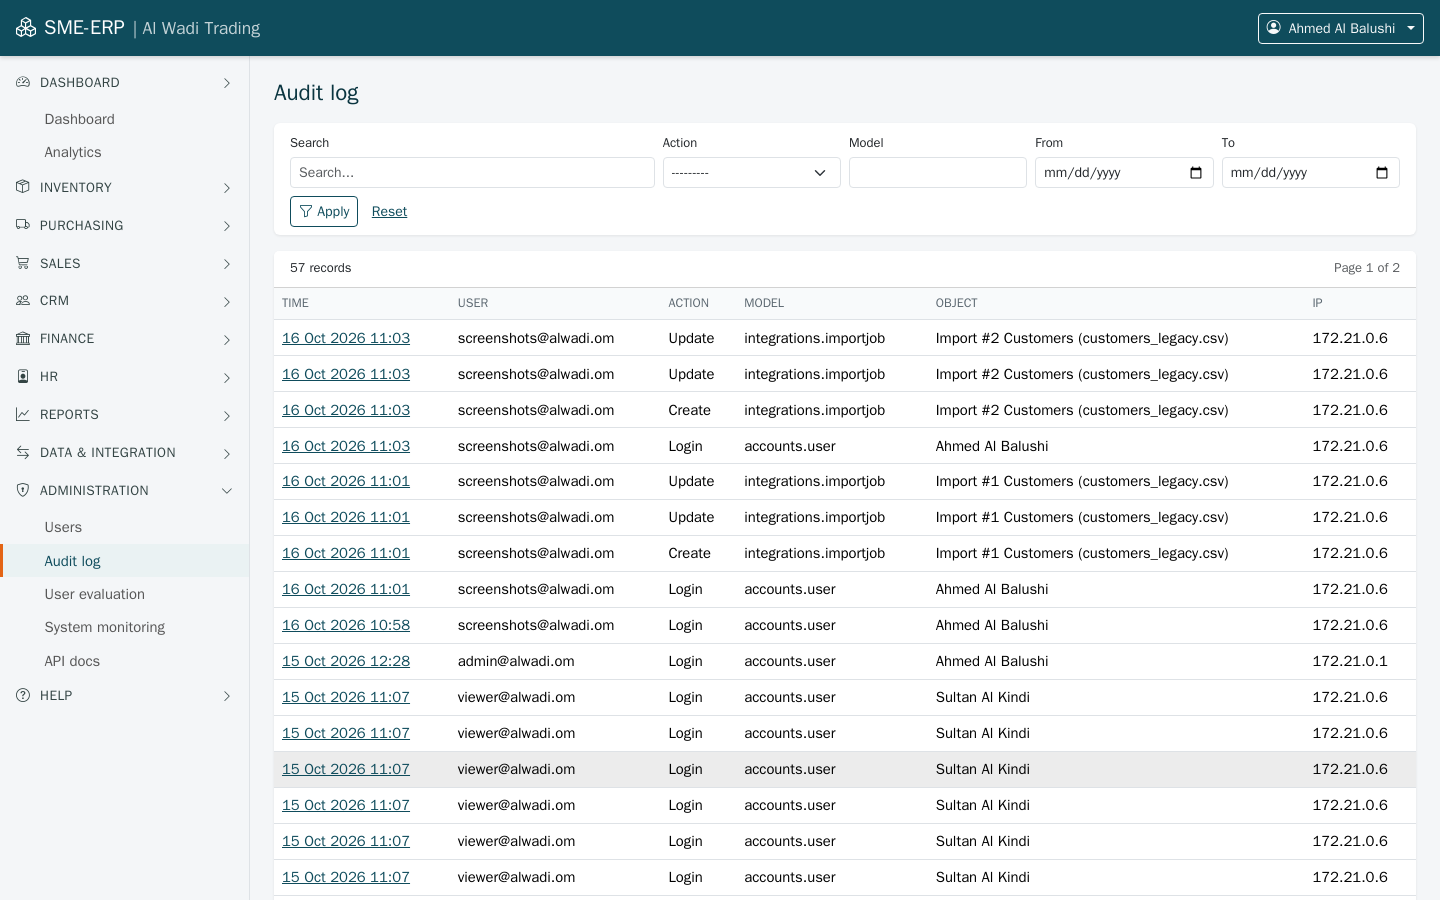 SME-ERP | Al Wadi Trading
Ahmed Al Balushi
DASHBOARD
Dashboard
Analytics
INVENTORY
PURCHASING
SALES
CRM
FINANCE
HR
REPORTS
DATA & INTEGRATION
ADMINISTRATION
Users
Audit log
User evaluation
System monitoring
API docs
HELP
Audit log
Search Action Model From To
Search... --------- mm/dd/yyyy mm/dd/yyyy
Apply Reset
57 records Page 1 of 2
TIME USER ACTION MODEL OBJECT IP
16 Oct 2026 11:03 screenshots@alwadi.om Update integrations.importjob Import #2 Customers (customers_legacy.csv) 172.21.0.6
16 Oct 2026 11:03 screenshots@alwadi.om Update integrations.importjob Import #2 Customers (customers_legacy.csv) 172.21.0.6
16 Oct 2026 11:03 screenshots@alwadi.om Create integrations.importjob Import #2 Customers (customers_legacy.csv) 172.21.0.6
16 Oct 2026 11:03 screenshots@alwadi.om Login accounts.user Ahmed Al Balushi 172.21.0.6
16 Oct 2026 11:01 screenshots@alwadi.om Update integrations.importjob Import #1 Customers (customers_legacy.csv) 172.21.0.6
16 Oct 2026 11:01 screenshots@alwadi.om Update integrations.importjob Import #1 Customers (customers_legacy.csv) 172.21.0.6
16 Oct 2026 11:01 screenshots@alwadi.om Create integrations.importjob Import #1 Customers (customers_legacy.csv) 172.21.0.6
16 Oct 2026 11:01 screenshots@alwadi.om Login accounts.user Ahmed Al Balushi 172.21.0.6
16 Oct 2026 10:58 screenshots@alwadi.om Login accounts.user Ahmed Al Balushi 172.21.0.6
15 Oct 2026 12:28 admin@alwadi.om Login accounts.user Ahmed Al Balushi 172.21.0.1
15 Oct 2026 11:07 viewer@alwadi.om Login accounts.user Sultan Al Kindi 172.21.0.6
15 Oct 2026 11:07 viewer@alwadi.om Login accounts.user Sultan Al Kindi 172.21.0.6
15 Oct 2026 11:07 viewer@alwadi.om Login accounts.user Sultan Al Kindi 172.21.0.6
15 Oct 2026 11:07 viewer@alwadi.om Login accounts.user Sultan Al Kindi 172.21.0.6
15 Oct 2026 11:07 viewer@alwadi.om Login accounts.user Sultan Al Kindi 172.21.0.6
15 Oct 2026 11:07 viewer@alwadi.om Login accounts.user Sultan Al Kindi 172.21.0.6